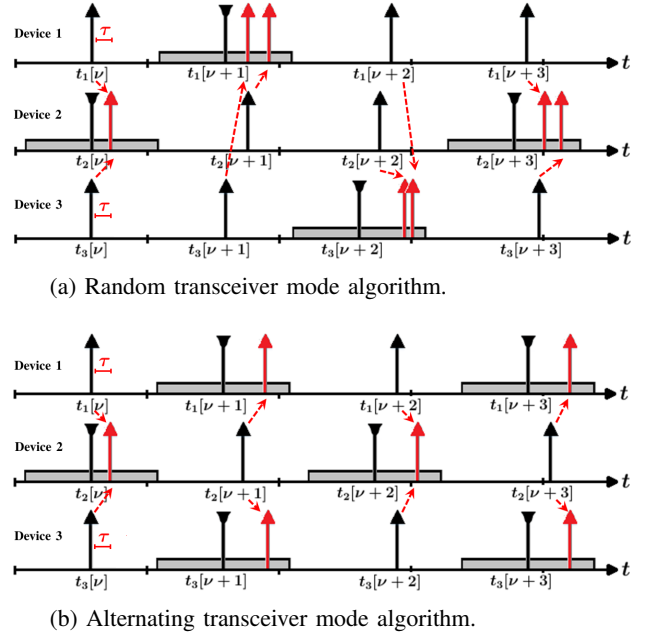 Device 1
τ
t
t₁[ν]
t₁[ν + 1]
t₁[ν + 2]
t₁[ν + 3]
Device 2
t
t₂[ν]
t₂[ν + 1]
t₂[ν + 2]
t₂[ν + 3]
Device 3
τ
t
t₃[ν]
t₃[ν + 1]
t₃[ν + 2]
t₃[ν + 3]
(a) Random transceiver mode algorithm.
Device 1
τ
t
t₁[ν]
t₁[ν + 1]
t₁[ν + 2]
t₁[ν + 3]
Device 2
t
t₂[ν]
t₂[ν + 1]
t₂[ν + 2]
t₂[ν + 3]
Device 3
τ
t
t₃[ν]
t₃[ν + 1]
t₃[ν + 2]
t₃[ν + 3]
(b) Alternating transceiver mode algorithm.